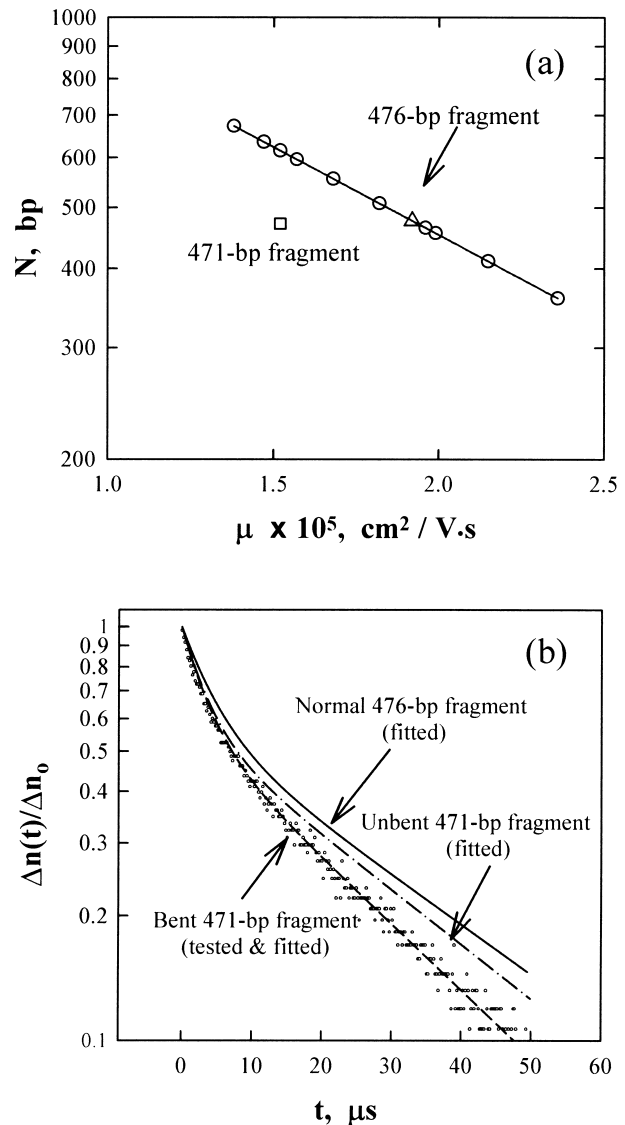 1000
900
800
700
600
500
400
300
200
N, bp
(a)
476-bp fragment
471-bp fragment
1.0 1.5 2.0 2.5
μ x 10⁵, cm² / V·s
1
0.9
0.8
0.7
0.6
0.5
0.4
0.3
0.2
0.1
Δn(t)/Δnₒ
(b)
Normal 476-bp fragment
(fitted)
Unbent 471-bp fragment
(fitted)
Bent 471-bp fragment
(tested & fitted)
0 10 20 30 40 50 60
t, μs